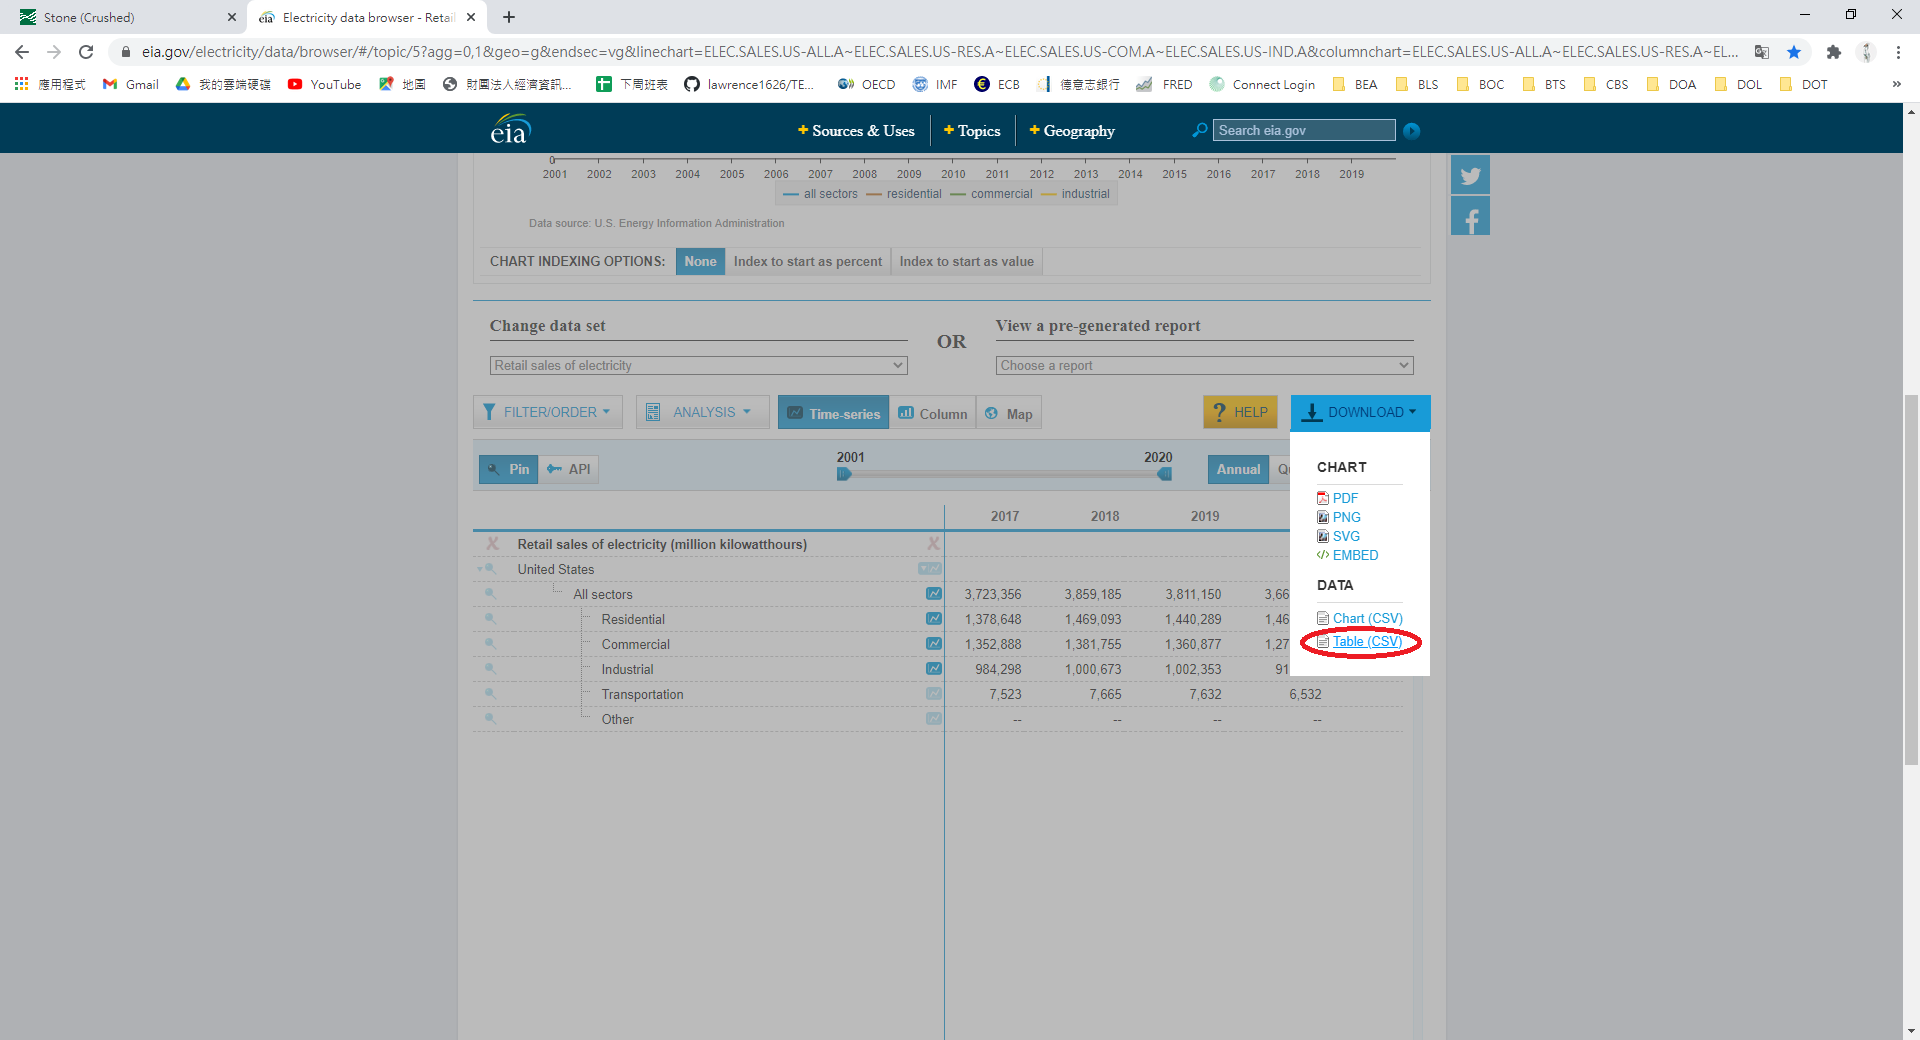 Stone (Crushed)
Electricity data browser - Retail
eia.gov/electricity/data/browser/#/topic/5?agg=0,1&geo=g&endsec=vg&linechart=ELEC.SALES.US-ALL.A~ELEC.SALES.US-RES.A~ELEC.SALES.US-COM.A~ELEC.SALES.US-IND.A&columnchart=ELEC.SALES.US-ALL.A~ELEC.SALES.US-RES.A~EL...
應用程式 Gmail 我的雲端硬碟 YouTube 地圖 財團法人經濟資訊... 下周班表 lawrence1626/TE... OECD IMF ECB 德意志銀行 FRED Connect Login BEA BLS BOC BTS CBS DOA DOL DOT »
eia + Sources & Uses + Topics + Geography Search eia.gov
0
2001 2002 2003 2004 2005 2006 2007 2008 2009 2010 2011 2012 2013 2014 2015 2016 2017 2018 2019
all sectors residential commercial industrial
Data source: U.S. Energy Information Administration
CHART INDEXING OPTIONS: None Index to start as percent Index to start as value
Change data set OR View a pre-generated report
Retail sales of electricity Choose a report
FILTER/ORDER ANALYSIS Time-series Column Map ? HELP DOWNLOAD
Pin API 2001 2020 Annual Q
CHART
PDF
PNG
SVG
EMBED
DATA
Chart (CSV)
Table (CSV)
2017 2018 2019
Retail sales of electricity (million kilowatthours)
United States
All sectors 3,723,356 3,859,185 3,811,150 3,66
Residential 1,378,648 1,469,093 1,440,289 1,46
Commercial 1,352,888 1,381,755 1,360,877 1,27
Industrial 984,298 1,000,673 1,002,353 91
Transportation 7,523 7,665 7,632 6,532
Other -- -- -- --